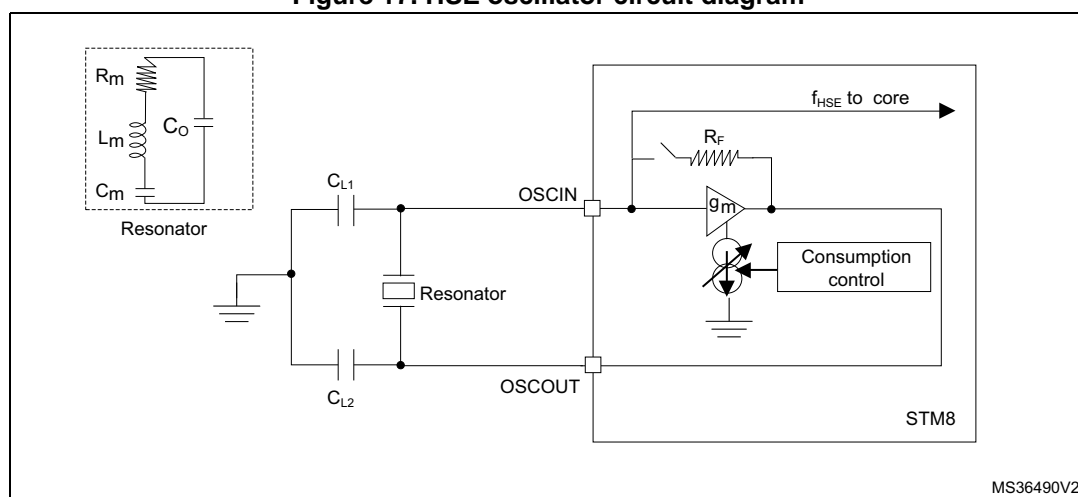 Figure 17. HSE oscillator circuit diagram
Rm
Lm
CO
Cm
Resonator
CL1
OSCIN
Resonator
CL2
OSCOUT
fHSE to core
RF
gm
Consumption
control
STM8
MS36490V2